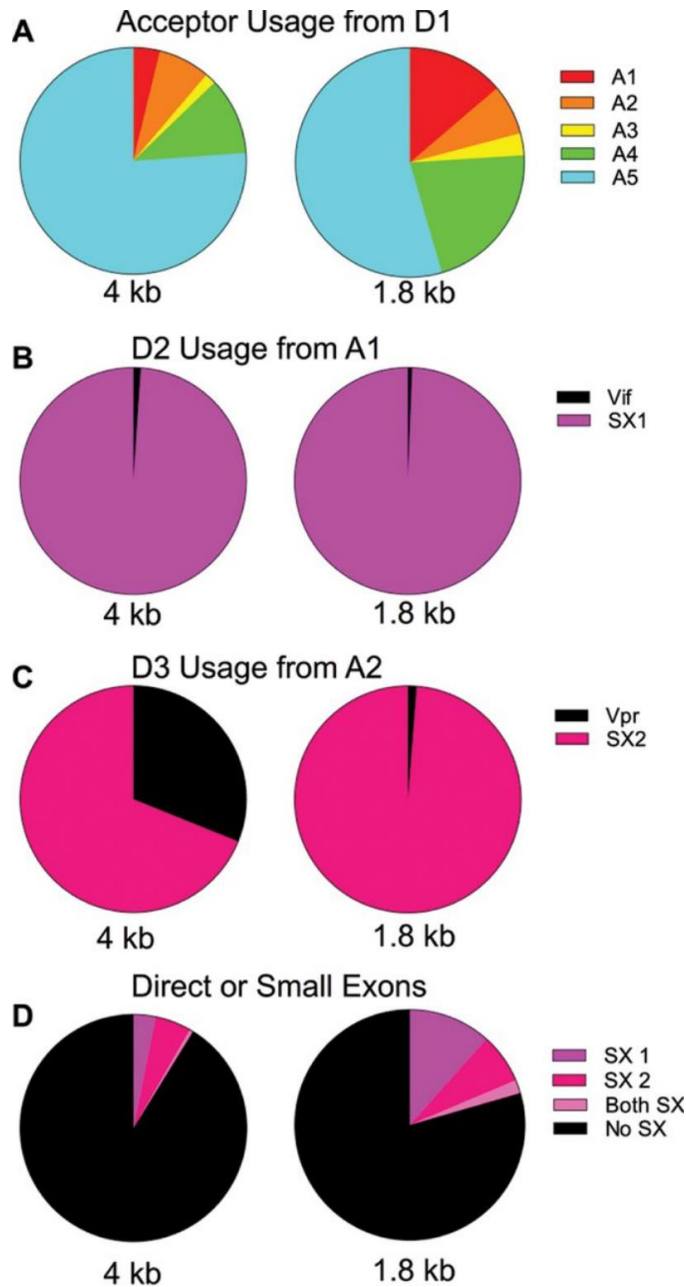 A
Acceptor Usage from D1
A1
A2
A3
A4
A5
4 kb
1.8 kb
B
D2 Usage from A1
Vif
SX1
4 kb
1.8 kb
C
D3 Usage from A2
Vpr
SX2
4 kb
1.8 kb
Direct or Small Exons
D
SX 1
SX 2
Both SX
No SX
4 kb
1.8 kb